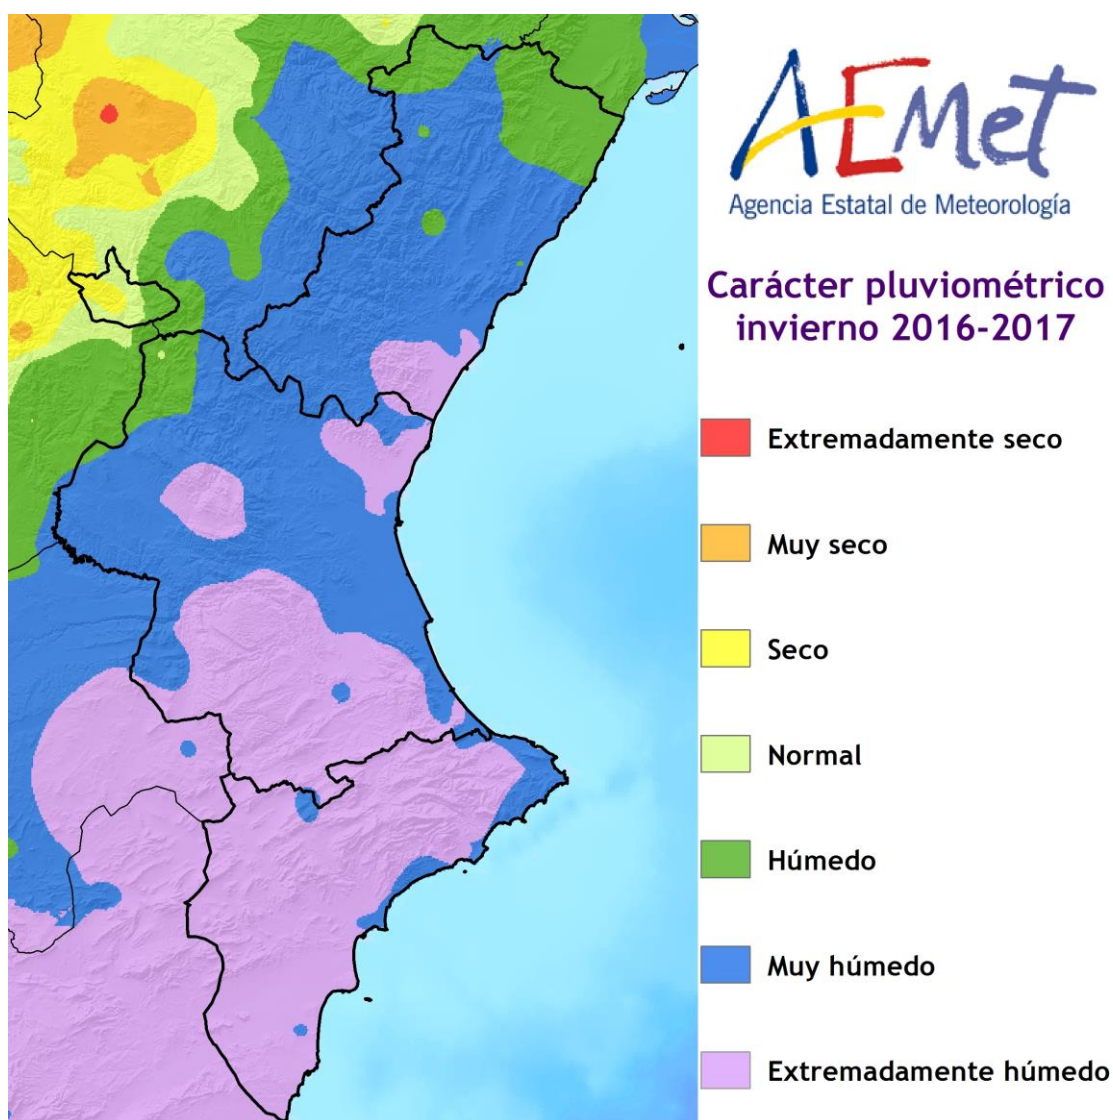 AEMet
Agencia Estatal de Meteorología
Carácter pluviométrico
invierno 2016-2017
Extremadamente seco
Muy seco
Seco
Normal
Húmedo
Muy húmedo
Extremadamente húmedo